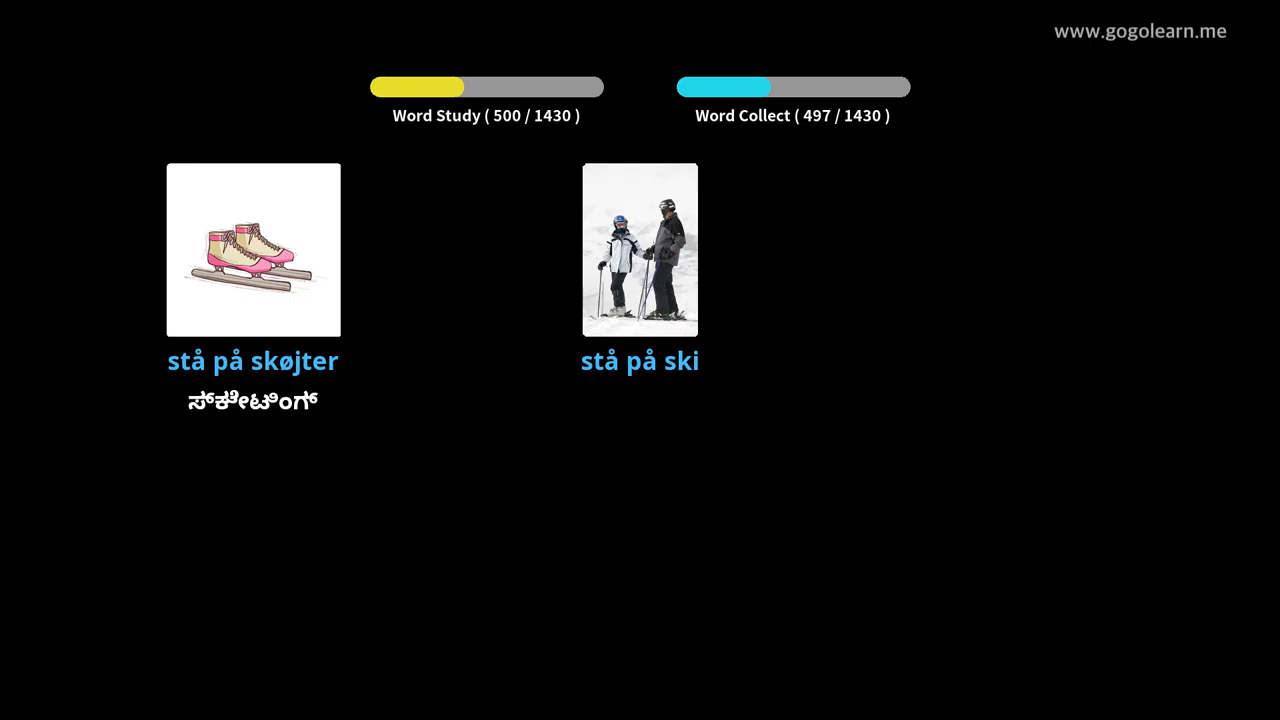 www.gogolearn.me
Word Study ( 500 / 1430 )
Word Collect ( 497 / 1430 )
stå på skøjter
stå på ski
ಸ್ಕೇಟಿಂಗ್